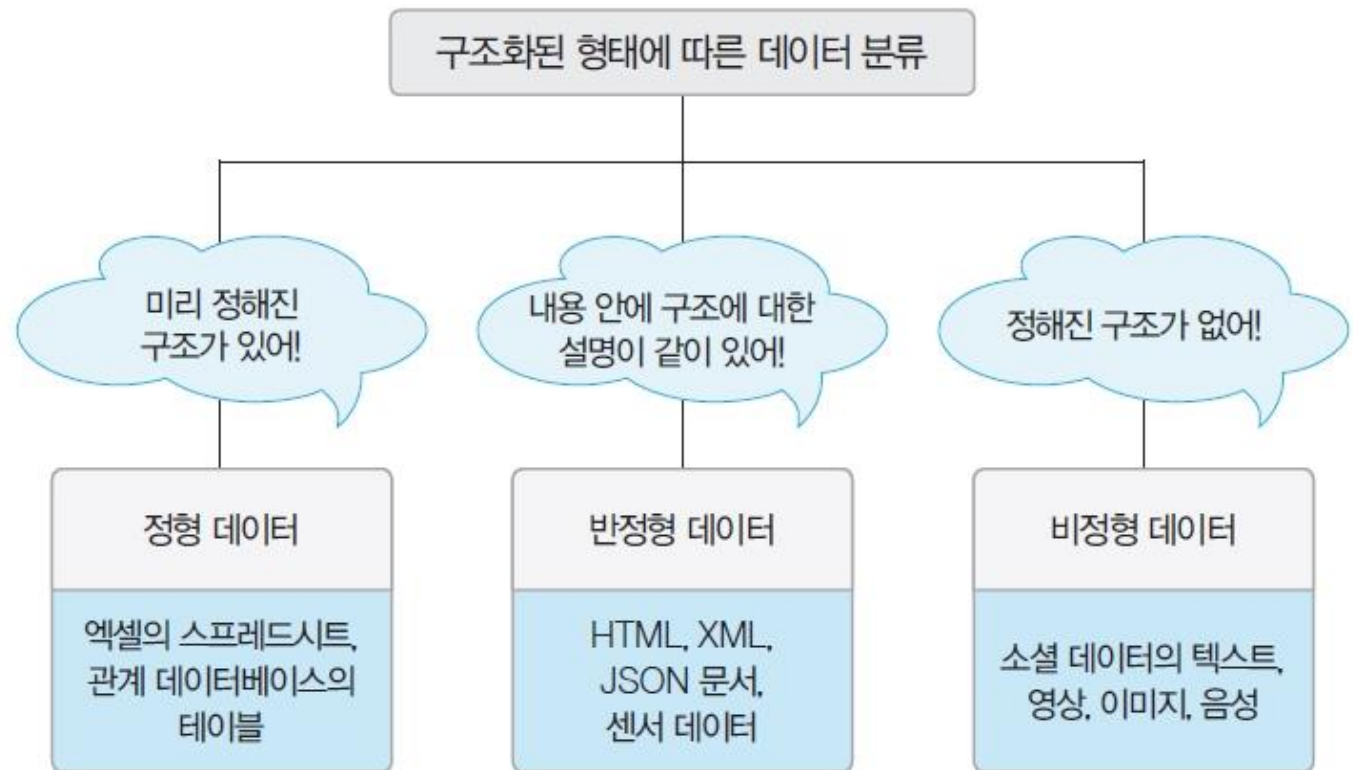 구조화된 형태에 따른 데이터 분류
미리 정해진
구조가 있어!
내용 안에 구조에 대한
설명이 같이 있어!
정해진 구조가 없어!
정형 데이터
엑셀의 스프레드시트,
관계 데이터베이스의
테이블
반정형 데이터
HTML, XML,
JSON 문서,
센서 데이터
비정형 데이터
소셜 데이터의 텍스트,
영상, 이미지, 음성